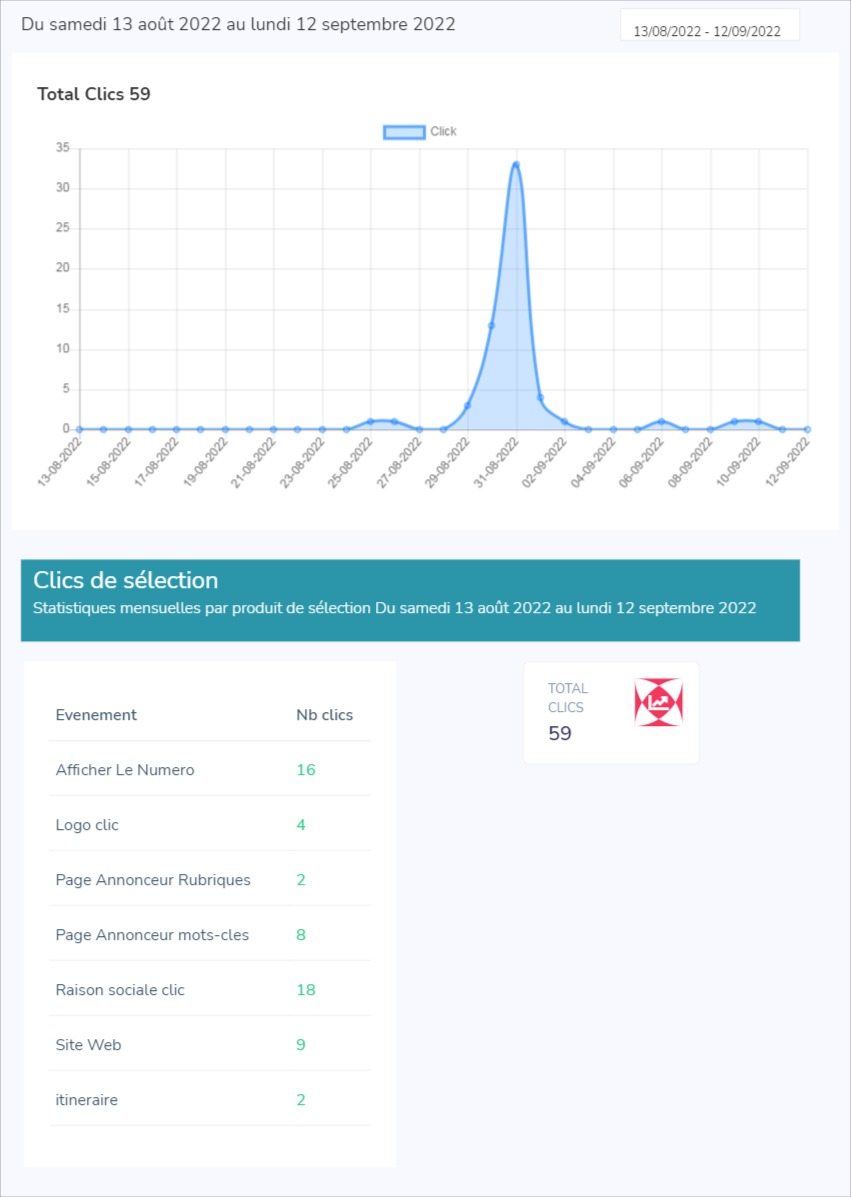 Du samedi 13 août 2022 au lundi 12 septembre 2022
13/08/2022 - 12/09/2022
Total Clics 59
Click
35
30
25
20
15
10
5
0
13-08-2022
15-08-2022
17-08-2022
19-08-2022
21-08-2022
23-08-2022
25-08-2022
27-08-2022
29-08-2022
31-08-2022
02-09-2022
04-09-2022
06-09-2022
08-09-2022
10-09-2022
12-09-2022
Clics de sélection
Statistiques mensuelles par produit de sélection Du samedi 13 août 2022 au lundi 12 septembre 2022
Evenement Nb clics
Afficher Le Numero 16
Logo clic 4
Page Annonceur Rubriques 2
Page Annonceur mots-cles 8
Raison sociale clic 18
Site Web 9
itineraire 2
TOTAL
CLICS
59